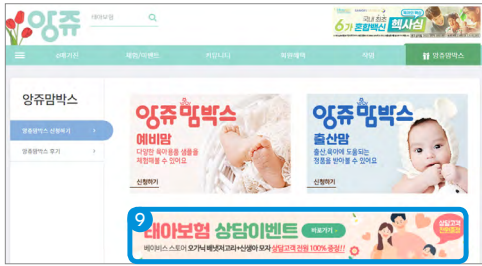 앙쥬
태아보험
국내 최초
6가 혼합백신 헥사심
e매거진
체험/이벤트
커뮤니티
회원혜택
라임
앙쥬맘박스
앙쥬맘박스
앙쥬맘박스 신청하기 >
앙쥬맘박스 후기 >
앙쥬맘박스
예비맘
다양한 육아용품 샘플을
체험해볼 수 있어요
신청하기
앙쥬맘박스
출산맘
출산,육아에 도움되는
정품을 받아볼 수 있어요
신청하기
9
태아보험 상담이벤트 바로가기 >
베이비스 스토어 오가닉 배냇저고리+신생아 모자 상담고객 전원 100% 증정!!
상담고객
전원증정